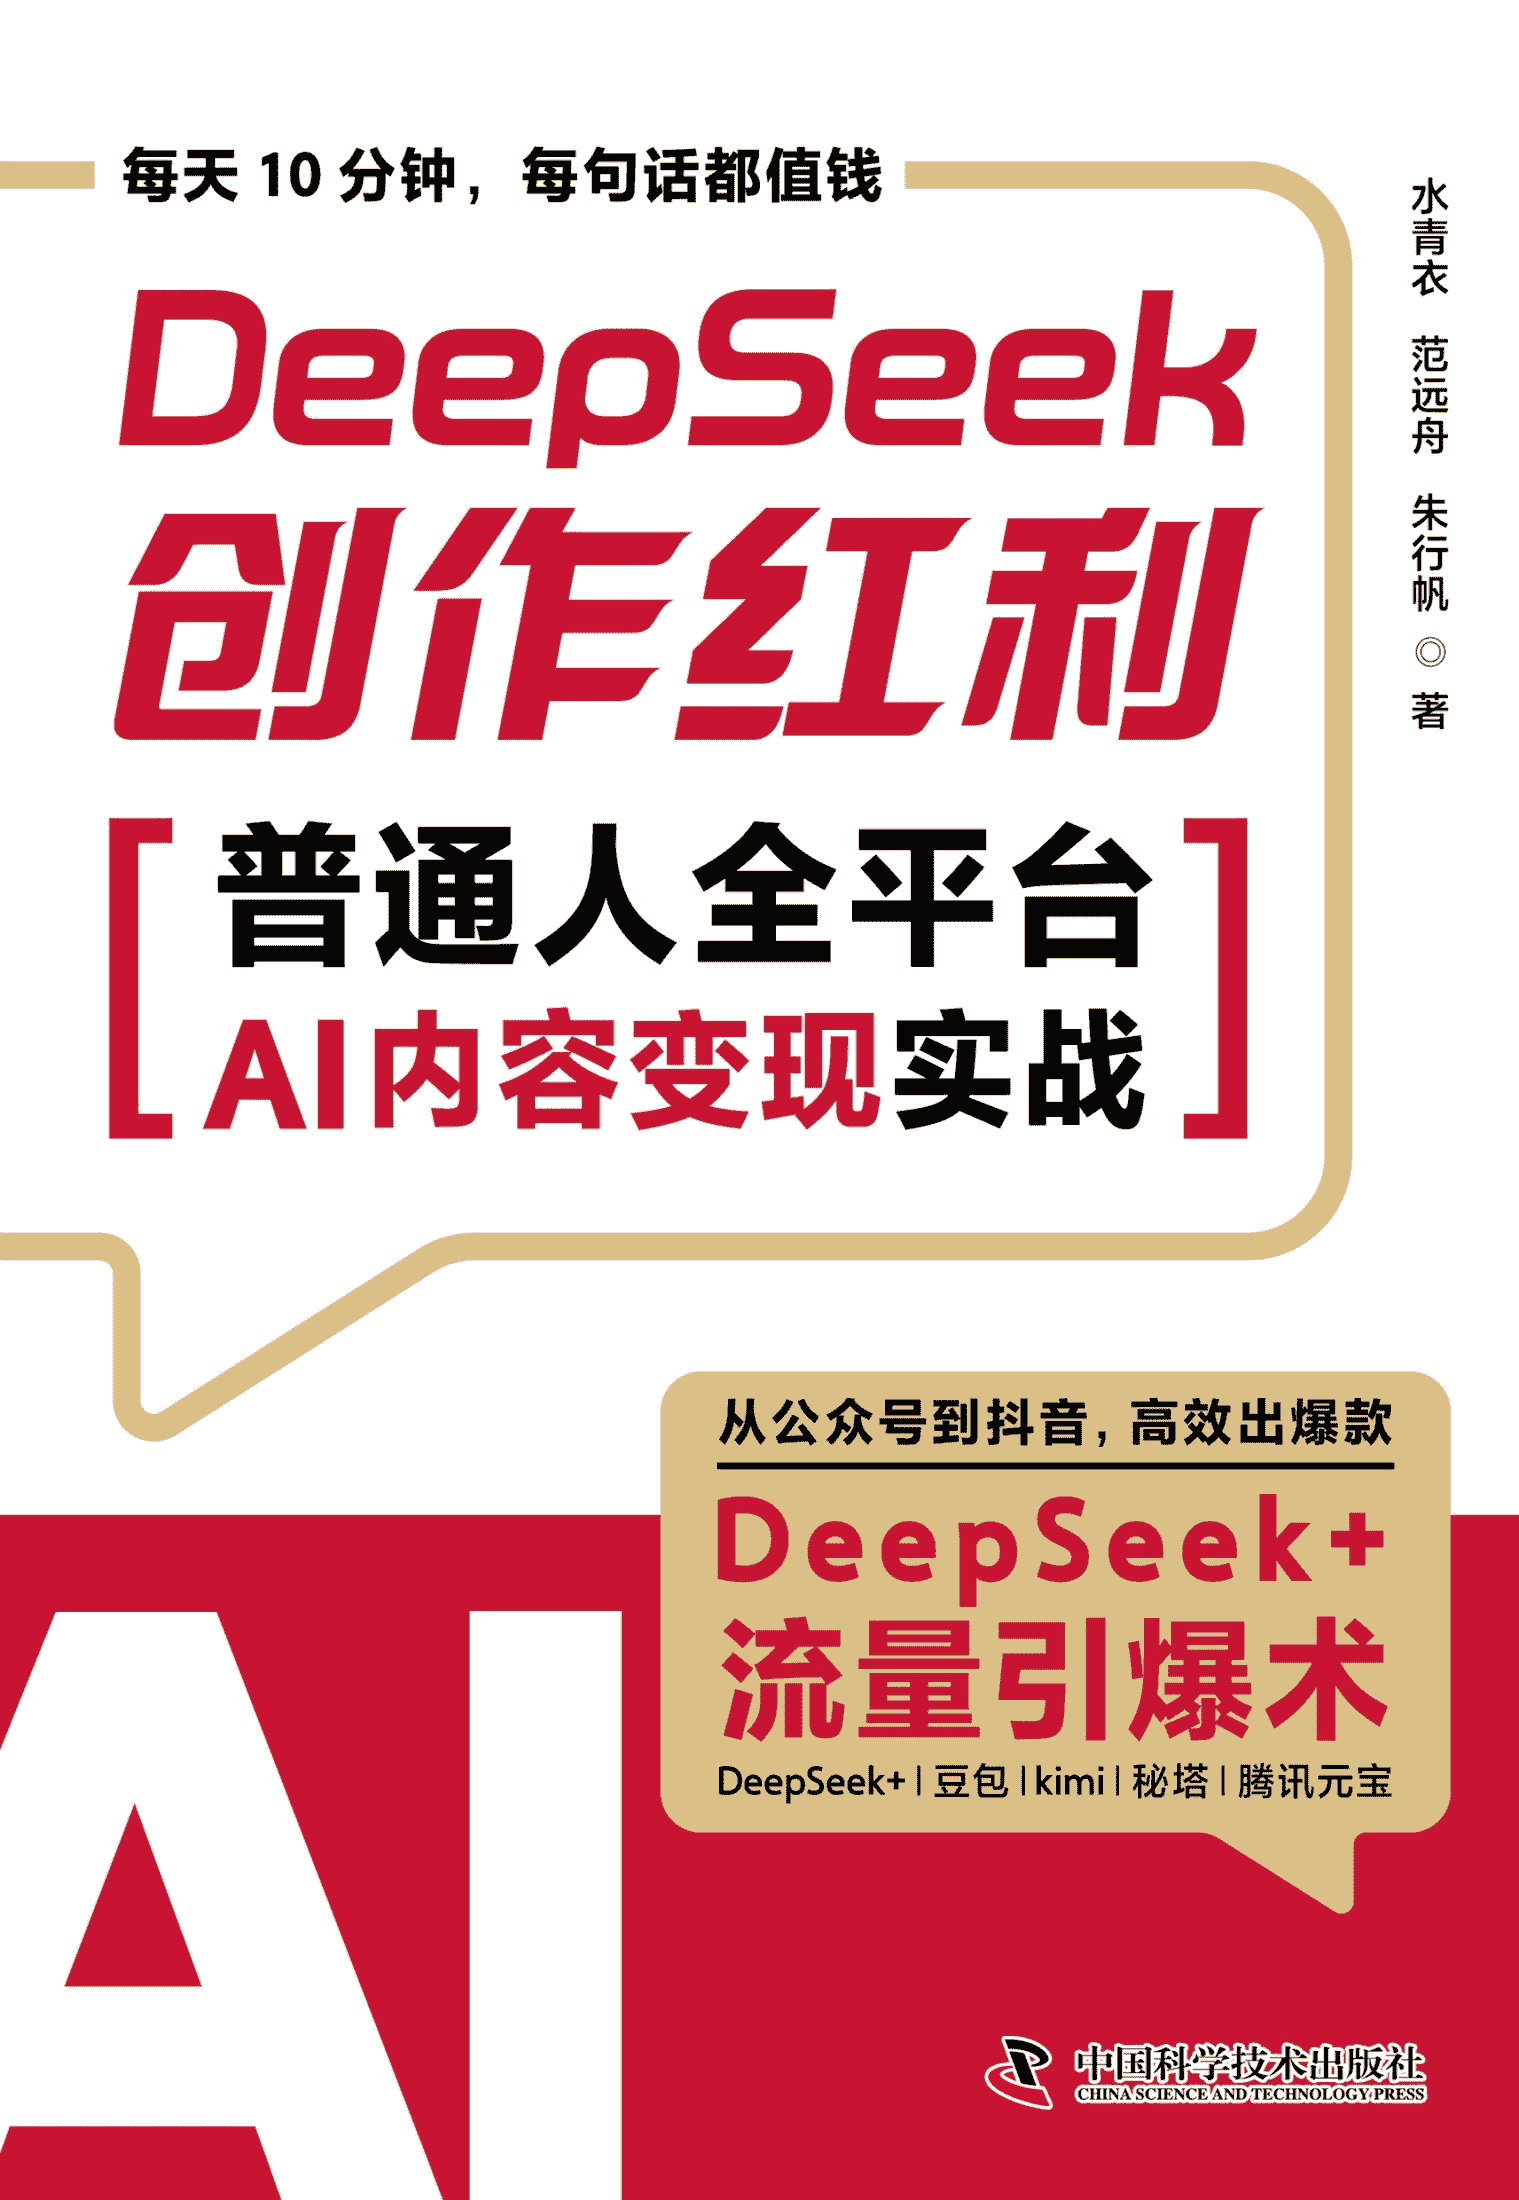 每天 10 分钟，每句话都值钱
DeepSeek
创作红利
[普通人全平台
AI内容变现实战]
水青衣 范远舟 朱行帆 ◎ 著
从公众号到抖音，高效出爆款
DeepSeek+
流量引爆术
DeepSeek+|豆包|kimi|秘塔|腾讯元宝
AI
中国科学技术出版社
CHINA SCIENCE AND TECHNOLOGY PRESS